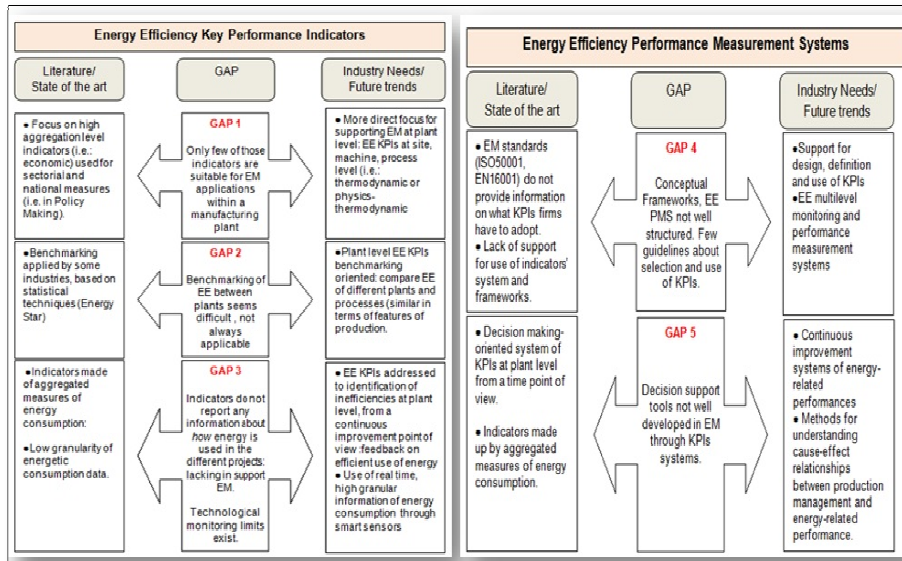 Energy Efficiency Key Performance Indicators
Literature/
State of the art
GAP
Industry Needs/
Future trends
• Focus on high
aggregation level
indicators (i.e.:
economic) used for
sectorial and
national measures
(i.e. in Policy
Making).
GAP 1
Only few of those
indicators are
suitable for EM
applications
within a
manufacturing
plant
• More direct focus for
supporting EM at plant
level: EE KPIs at site,
machine, process
level (i.e.:
thermodynamic or
physics-
thermodynamic
•Benchmarking
applied by some
industries, based on
statistical
techniques (Energy
Star)
GAP 2
Benchmarking of
EE between
plants seems
difficult , not
always
applicable
•Plant level EE KPIs
benchmarking
oriented: compare EE
of different plants and
processes (similar in
terms of features of
production.
•Indicators made
of aggregated
measures of
energy
consumption:
•Low granularity of
energetic
consumption data.
GAP 3
Indicators do not
report any
information about
how energy is
used in the
different projects:
lacking in support
EM.
Technological
monitoring limits
exist.
• EE KPIs addressed
to identification of
inefficiencies at plant
level, from a
continuous
improvement point of
view :feedback on
efficient use of energy
• Use of real time,
high granular
information of energy
consumption through
smart sensors
Energy Efficiency Performance Measurement Systems
Literature/
State of the art
GAP
Industry Needs/
Future trends
• EM standards
(ISO50001,
EN16001) do not
provide information
on what KPIs firms
have to adopt.
• Lack of support
for use of indicators'
system and
frameworks.
GAP 4
Conceptual
Frameworks, EE
PMS not well
structured. Few
guidelines about
selection and use
of KPIs.
•Support for
design, definition
and use of KPIs
•EE multilevel
monitoring and
performance
measurement
systems
• Decision making-
oriented system of
KPIs at plant level
from a time point of
view.
• Indicators made
up by aggregated
measures of energy
consumption.
GAP 5
Decision support
tools not well
developed in EM
through KPIs
systems.
• Continuous
improvement
systems of energy-
related
performances
• Methods for
understanding
cause-effect
relationships
between production
management and
energy-related
performance.